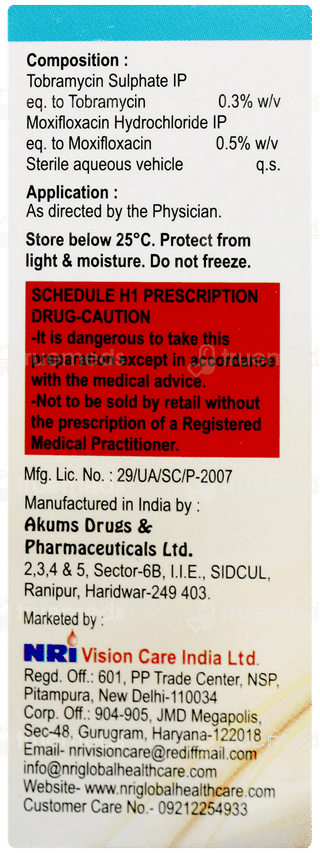 Composition :
Tobramycin Sulphate IP
eq. to Tobramycin 0.3% w/v
Moxifloxacin Hydrochloride IP
eq. to Moxifloxacin 0.5% w/v
Sterile aqueous vehicle q.s.
Application :
As directed by the Physician.
Store below 25°C. Protect from
light & moisture. Do not freeze.
SCHEDULE H1 PRESCRIPTION
DRUG-CAUTION
-It is dangerous to take this
preparation except in accordance
with the medical advice.
-Not to be sold by retail without
the prescription of a Registered
Medical Practitioner.
Mfg. Lic. No. : 29/UA/SC/P-2007
Manufactured in India by :
Akums Drugs &
Pharmaceuticals Ltd.
2,3,4 & 5, Sector-6B, I.I.E., SIDCUL,
Ranipur, Haridwar-249 403.
Marketed by :
NRI Vision Care India Ltd.
Regd. Off.: 601, PP Trade Center, NSP,
Pitampura, New Delhi-110034
Corp. Off.: 904-905, JMD Megapolis,
Sec-48, Gurugram, Haryana-122018
Email- nrivisioncare@rediffmail.com
info@nriglobalhealthcare.com
Website- www.nriglobalhealthcare.com
Customer Care No.- 09212254933